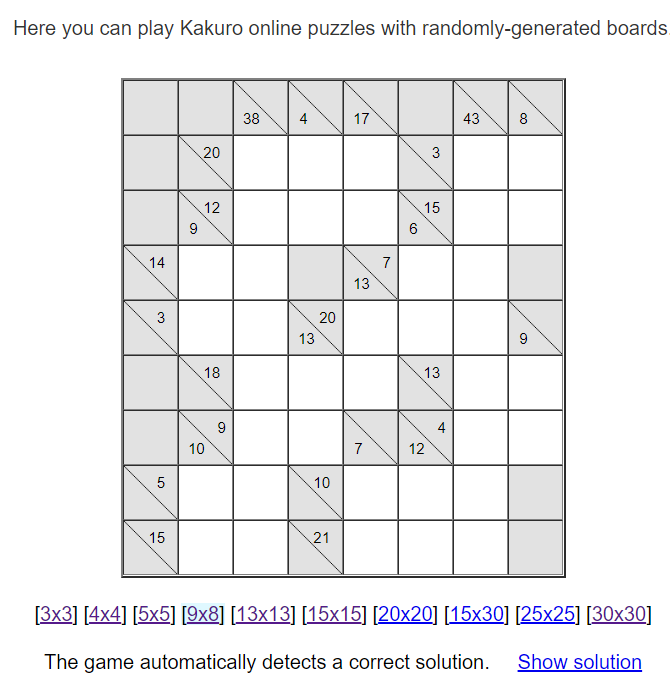 Here you can play Kakuro online puzzles with randomly-generated boards
38 4 17 43 8
20 3
12 15
9 6
14 7
13
3 20
13 9
18 13
9 4
10 7 12
5 10
15 21
[3x3] [4x4] [5x5] [9x8] [13x13] [15x15] [20x20] [15x30] [25x25] [30x30]
The game automatically detects a correct solution. Show solution